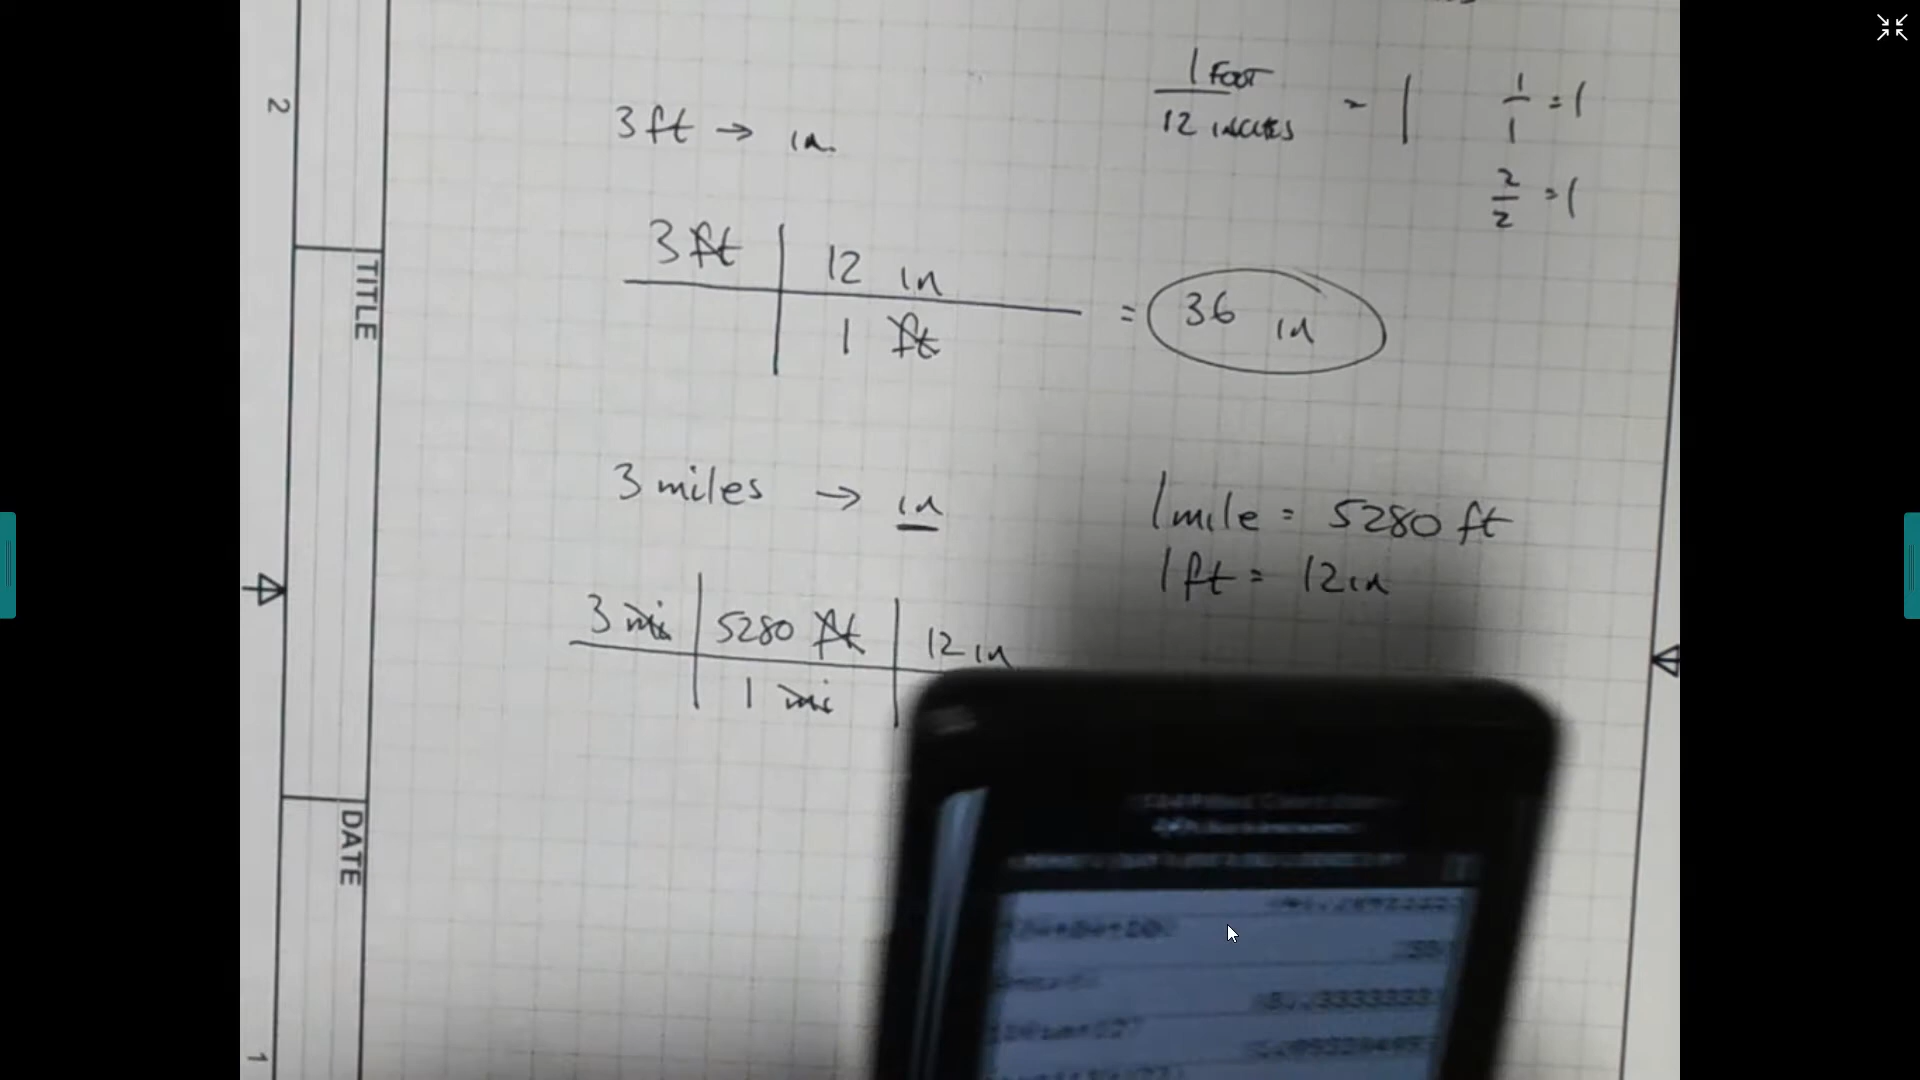 1 FOOT
12 INCHES = 1
1/1 = 1
2/2 = 1
3 ft → in.
3 ft | 12 in
1 ft
= 36 in
3 miles → in
1 mile = 5280 ft
1 ft = 12 in
3 mi | 5280 ft | 12 in
1 mi
2
TITLE
DATE
1